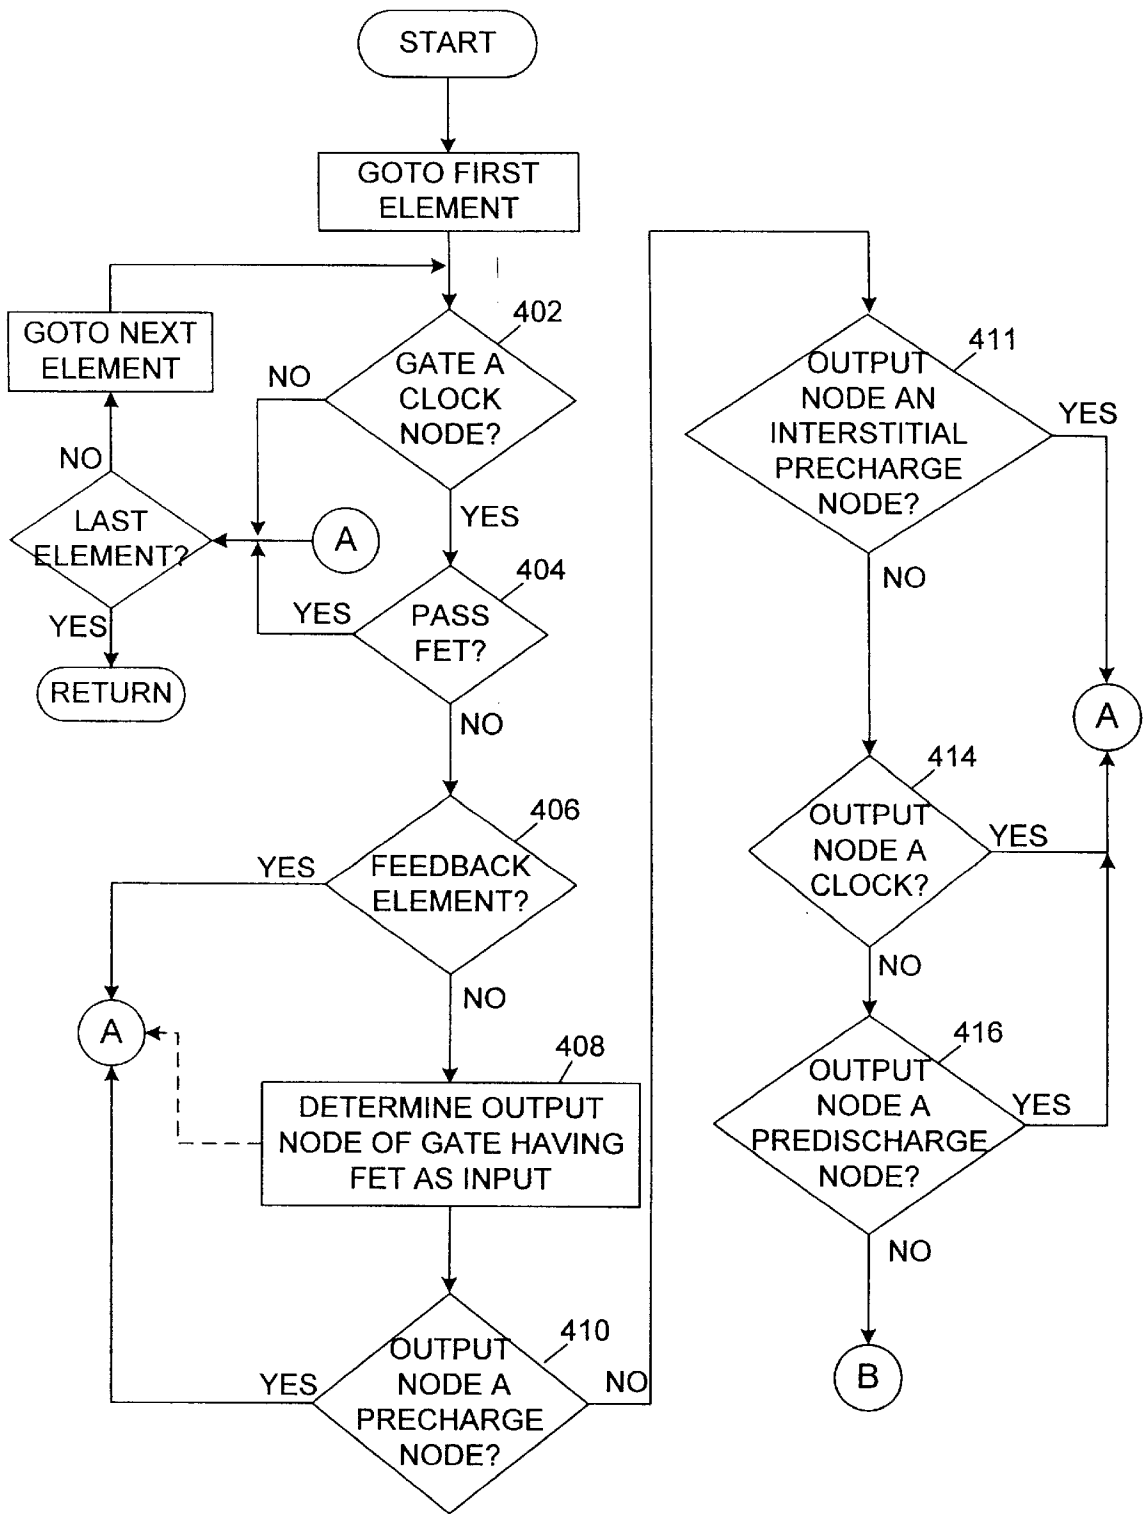 START
GOTO FIRST
ELEMENT
GOTO NEXT
ELEMENT
402
GATE A
CLOCK
NODE?
NO
YES
NO
LAST
ELEMENT?
A
YES
RETURN
404
PASS
FET?
YES
NO
406
FEEDBACK
ELEMENT?
YES
NO
A
408
DETERMINE OUTPUT
NODE OF GATE HAVING
FET AS INPUT
410
OUTPUT
NODE A
PRECHARGE
NODE?
YES
NO
411
OUTPUT
NODE AN
INTERSTITIAL
PRECHARGE
NODE?
YES
NO
A
414
OUTPUT
NODE A
CLOCK?
YES
NO
416
OUTPUT
NODE A
PREDISCHARGE
NODE?
YES
NO
B